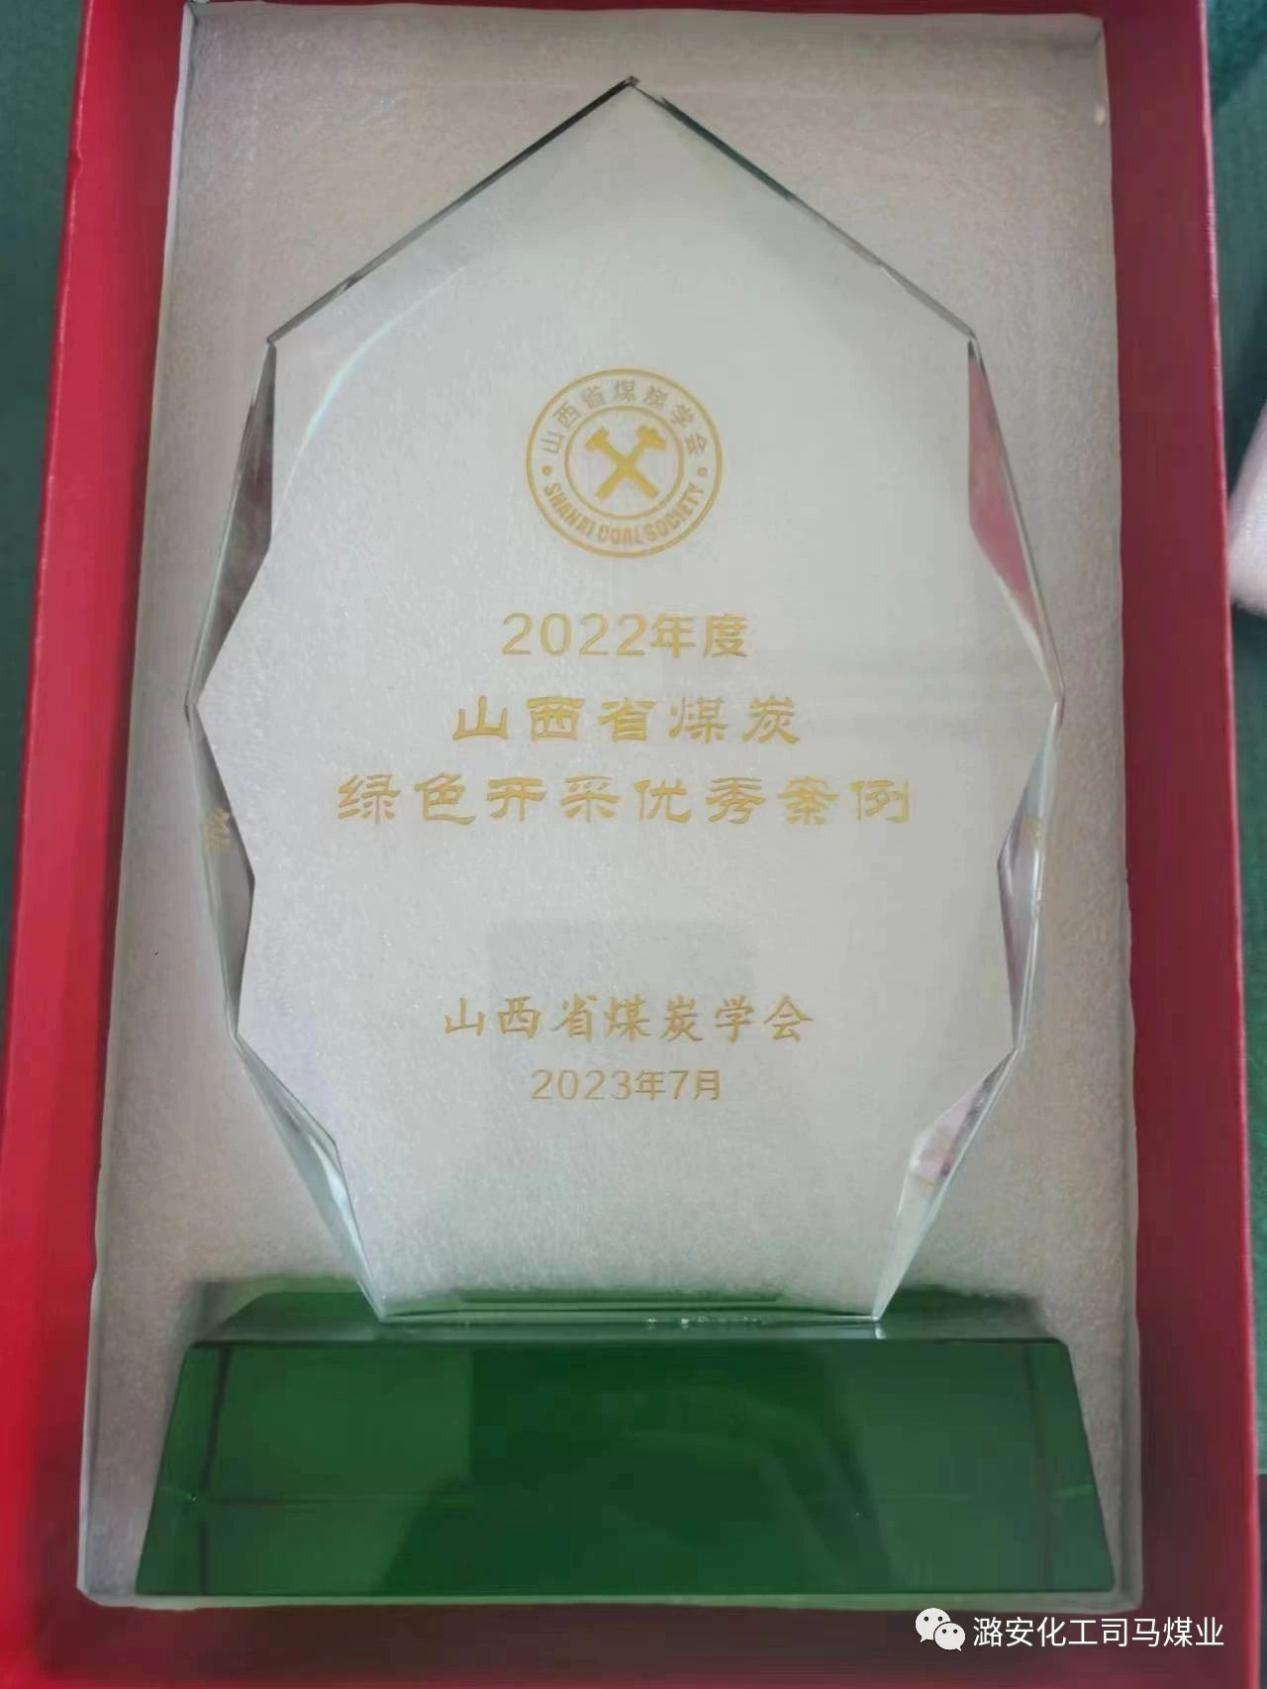 山西省煤炭学会
SHANXI COAL SOCIETY
2022年度
山西省煤炭
绿色开采优秀案例
山西省煤炭学会
2023年7月
潞安化工司马煤业